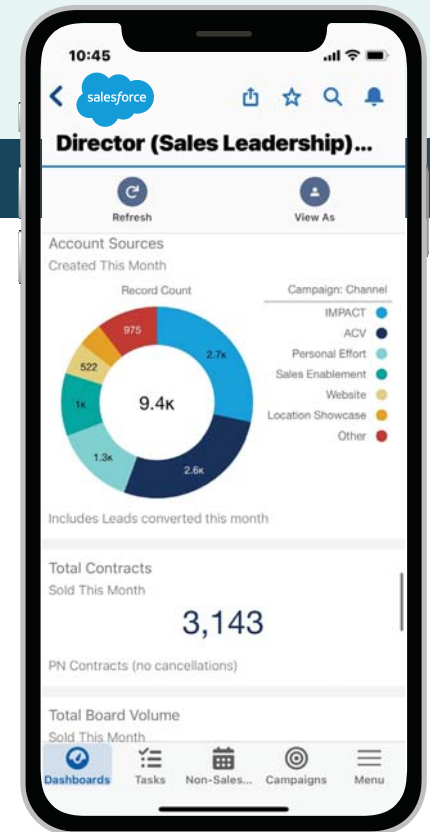 10:45
salesforce
Director (Sales Leadership)...
Refresh
View As
Account Sources
Created This Month
Record Count
Campaign: Channel
IMPACT
ACV
Personal Effort
Sales Enablement
Website
Location Showcase
Other
975
2.7K
522
9.4K
1K
1.3K
2.6K
Includes Leads converted this month
Total Contracts
Sold This Month
3,143
PN Contracts (no cancellations)
Total Board Volume
Sold This Month
Dashboards
Tasks
Non-Sales...
Campaigns
Menu